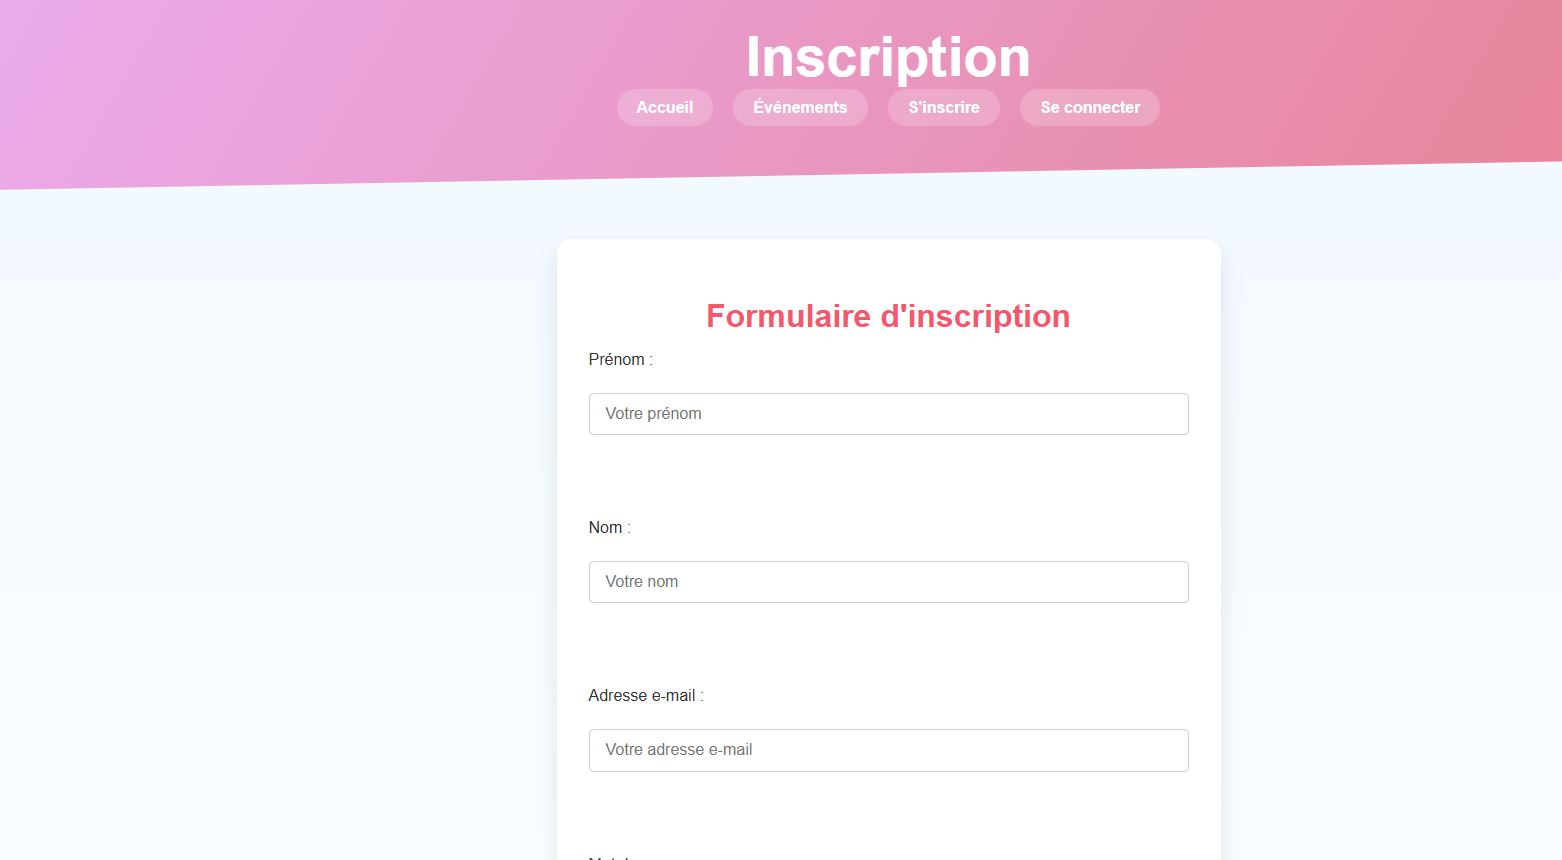 Inscription
Accueil Événements S'inscrire Se connecter
Formulaire d'inscription
Prénom :
Votre prénom
Nom :
Votre nom
Adresse e-mail :
Votre adresse e-mail